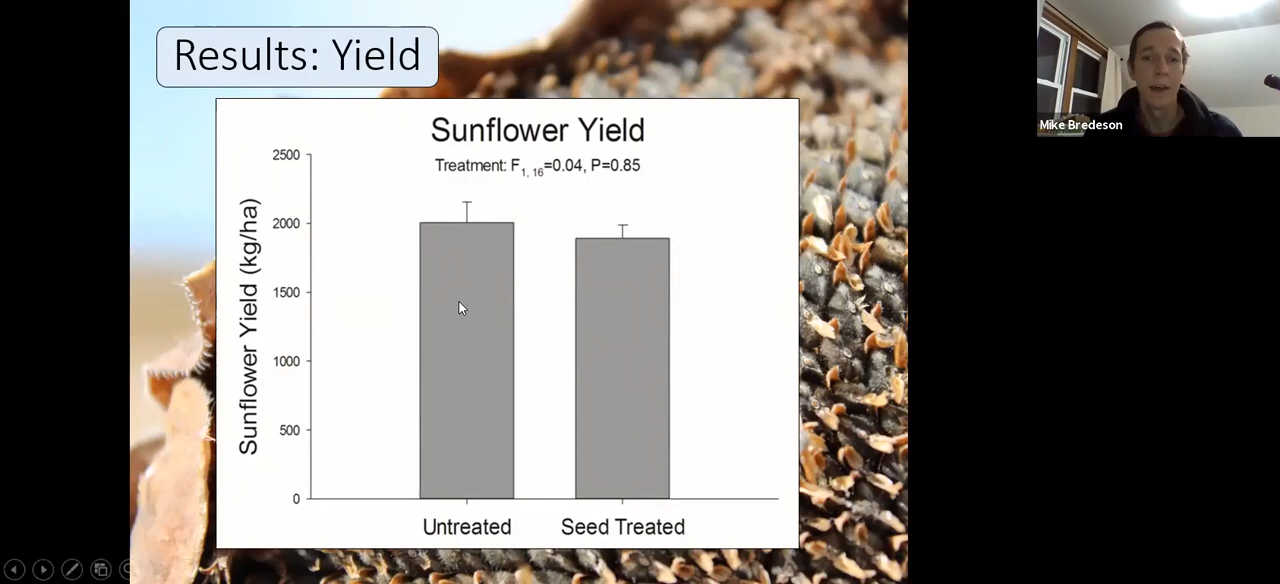 Results: Yield
Mike Bredeson
Sunflower Yield
Treatment: F1, 16=0.04, P=0.85
Sunflower Yield (kg/ha)
2500
2000
1500
1000
500
0
Untreated Seed Treated